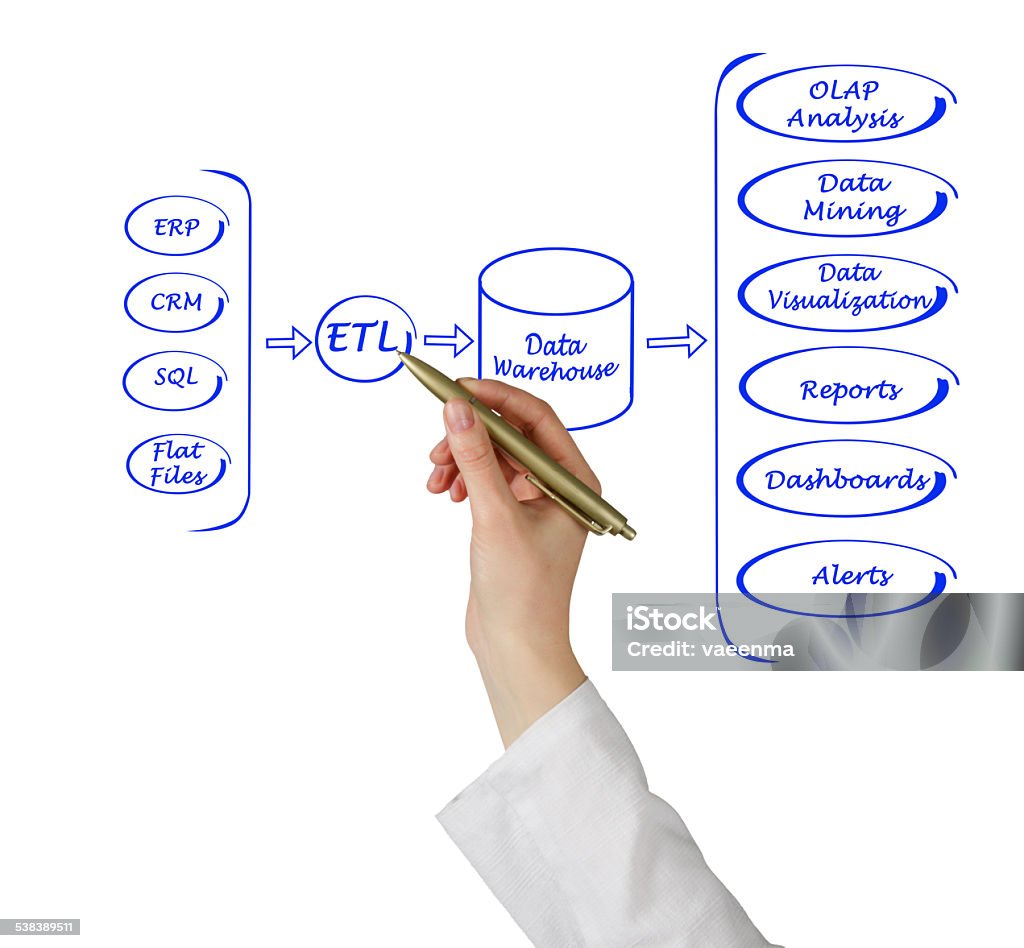 ERP
CRM
SQL
Flat
Files
ETL
Data
Warehouse
OLAP
Analysis
Data
Mining
Data
Visualization
Reports
Dashboards
Alerts
iStock
Credit: vaeenma
538389511